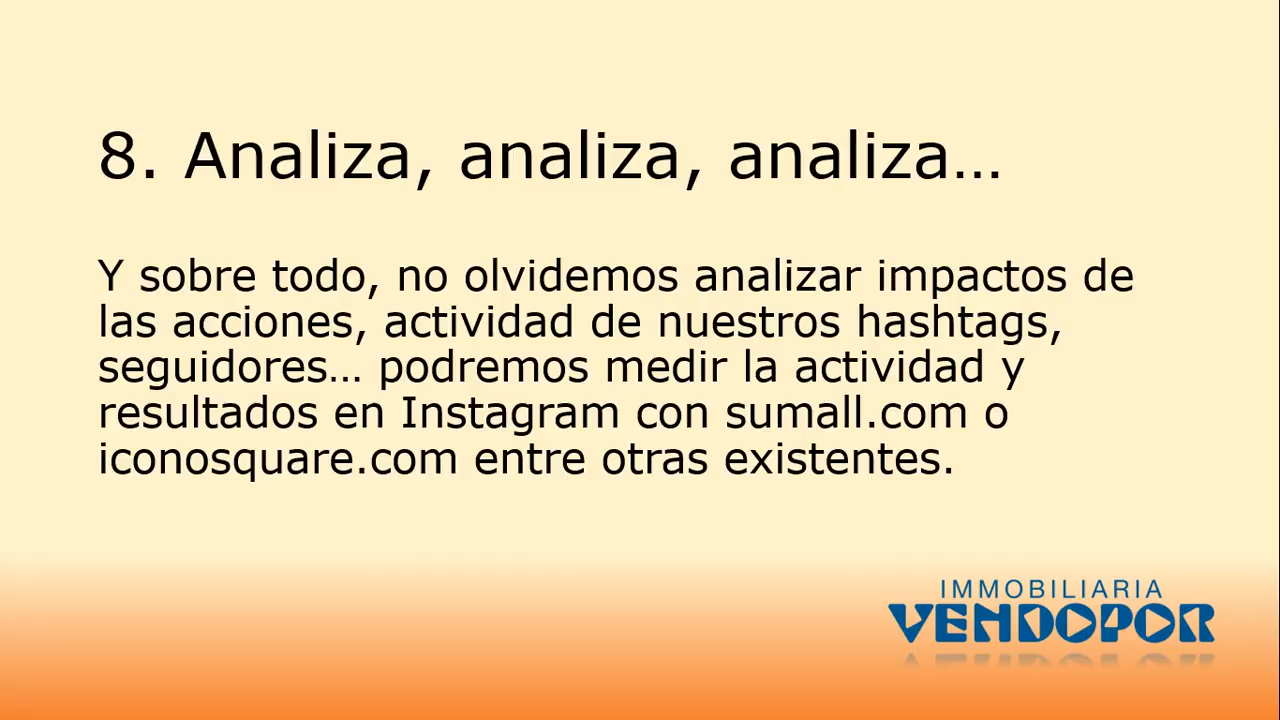 8. Analiza, analiza, analiza…
Y sobre todo, no olvidemos analizar impactos de
las acciones, actividad de nuestros hashtags,
seguidores… podremos medir la actividad y
resultados en Instagram con sumall.com o
iconosquare.com entre otras existentes.
IMMOBILIARIA
VENDOPOR